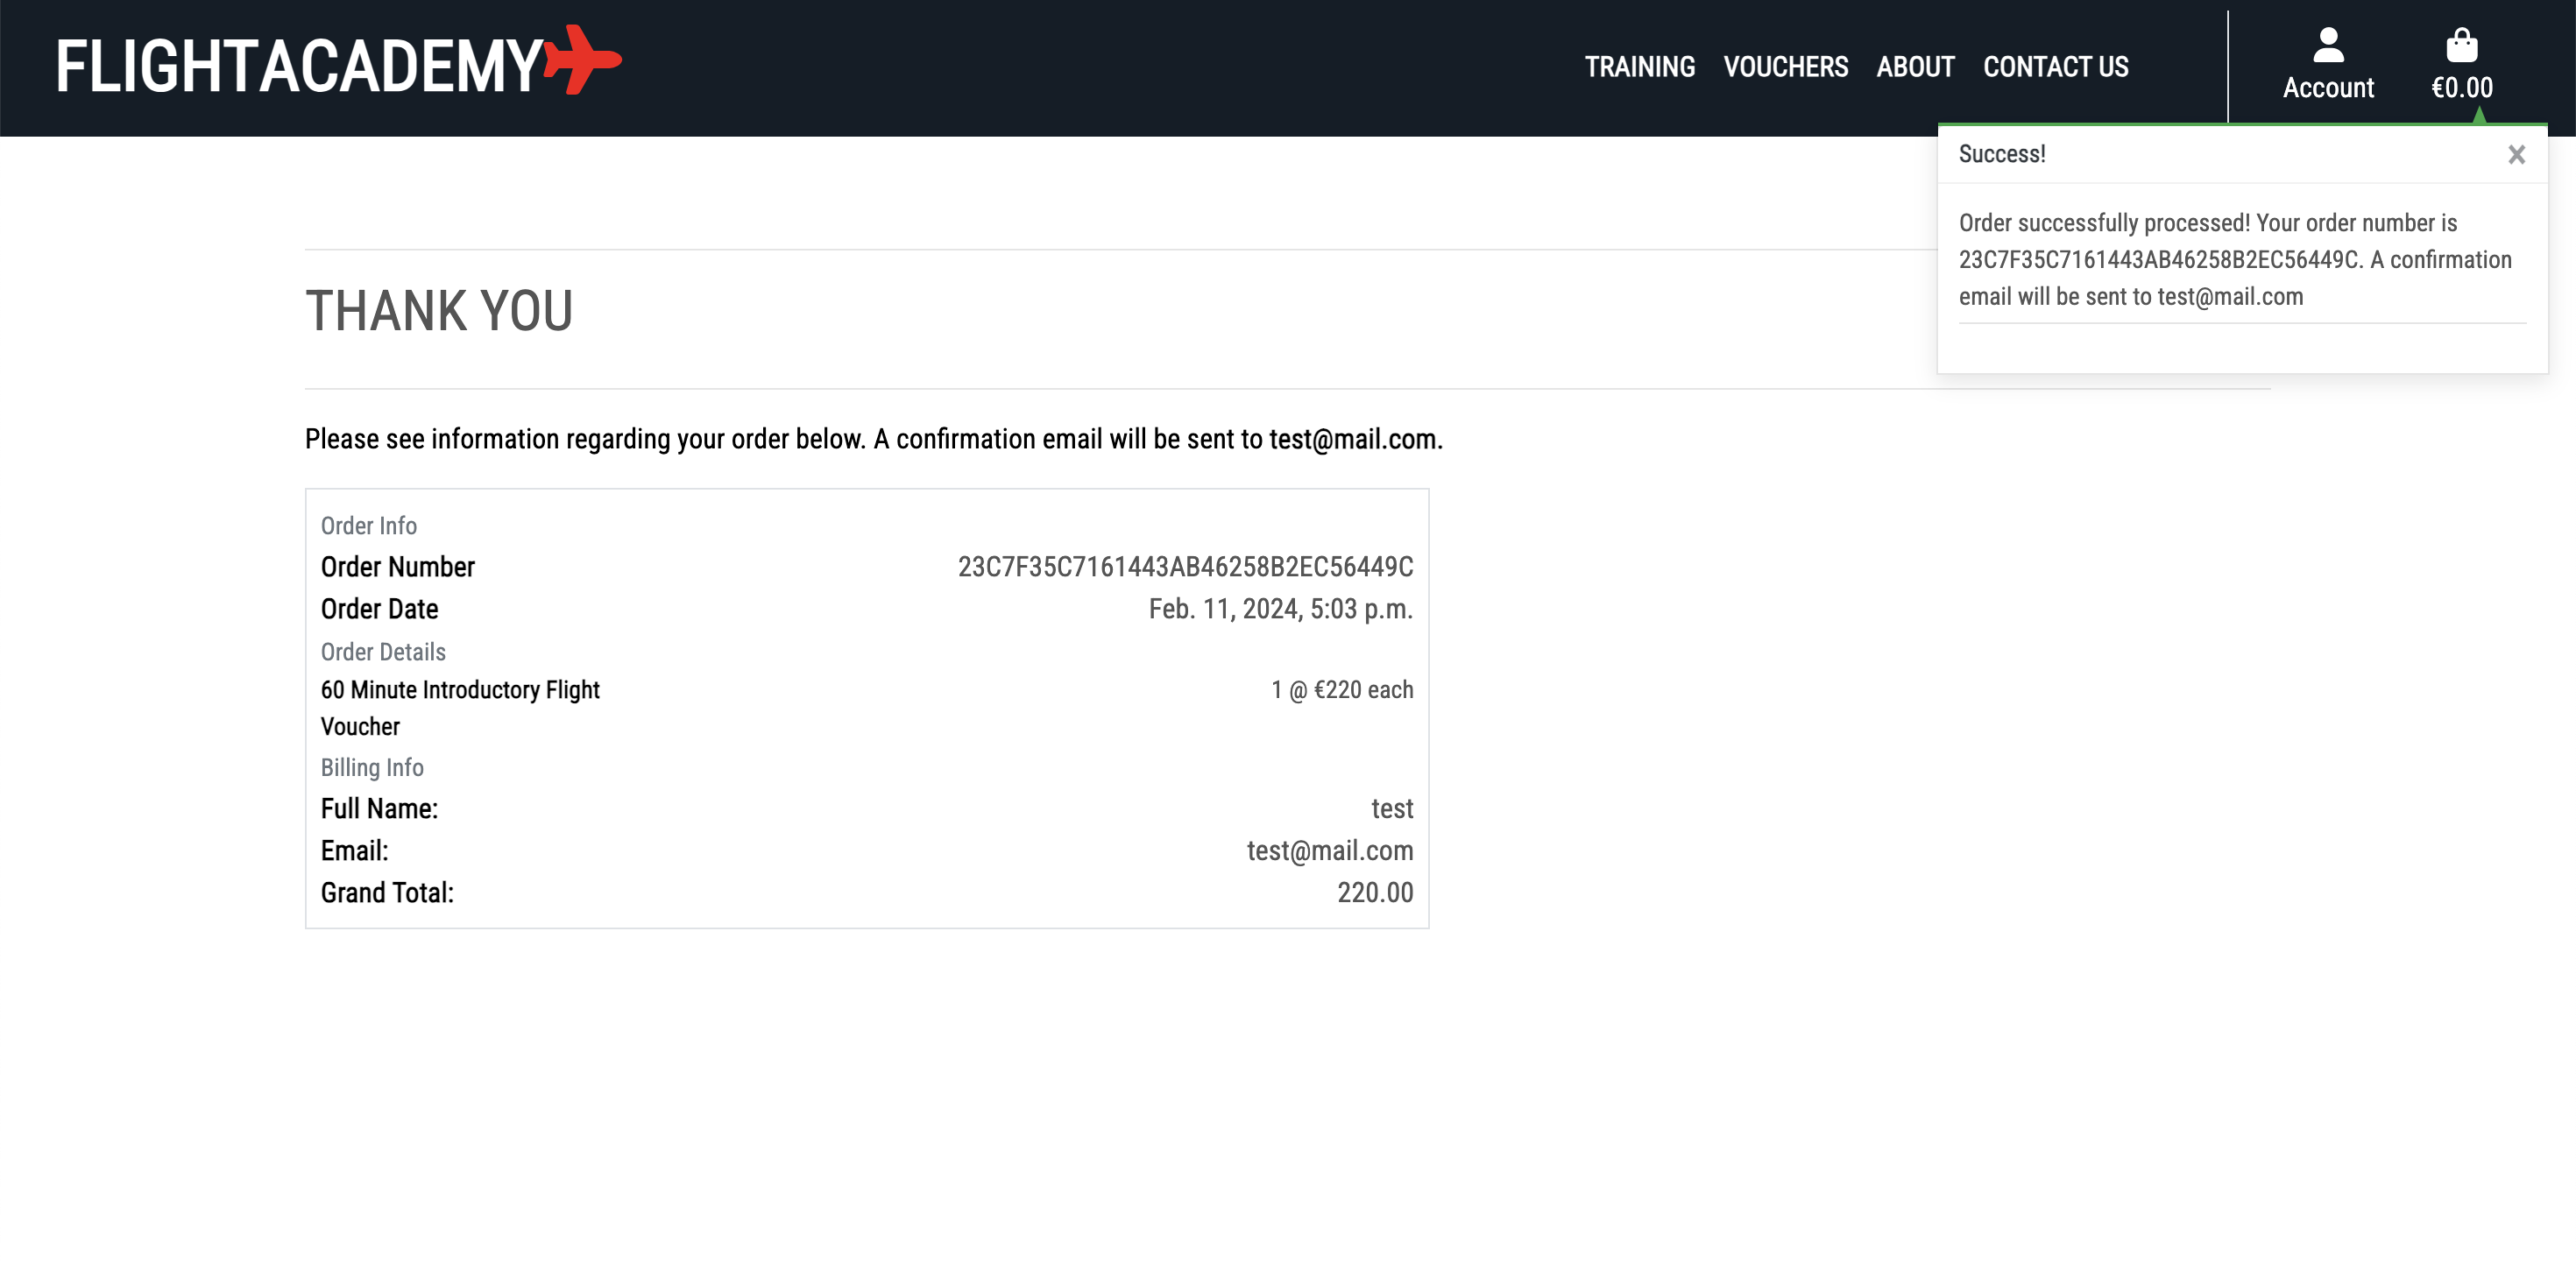 FLIGHTACADEMY
TRAINING VOUCHERS ABOUT CONTACT US
Account €0.00
Success! ×
Order successfully processed! Your order number is
23C7F35C7161443AB46258B2EC56449C. A confirmation
email will be sent to test@mail.com
THANK YOU
Please see information regarding your order below. A confirmation email will be sent to test@mail.com.
Order Info
Order Number 23C7F35C7161443AB46258B2EC56449C
Order Date Feb. 11, 2024, 5:03 p.m.
Order Details
60 Minute Introductory Flight 1 @ €220 each
Voucher
Billing Info
Full Name: test
Email: test@mail.com
Grand Total: 220.00